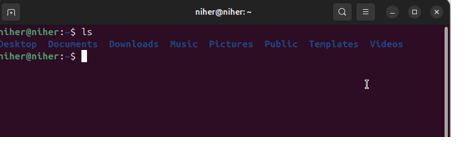 niher@niher: ~
niher@niher:~$ ls
Desktop Documents Downloads Music Pictures Public Templates Videos
niher@niher:~$